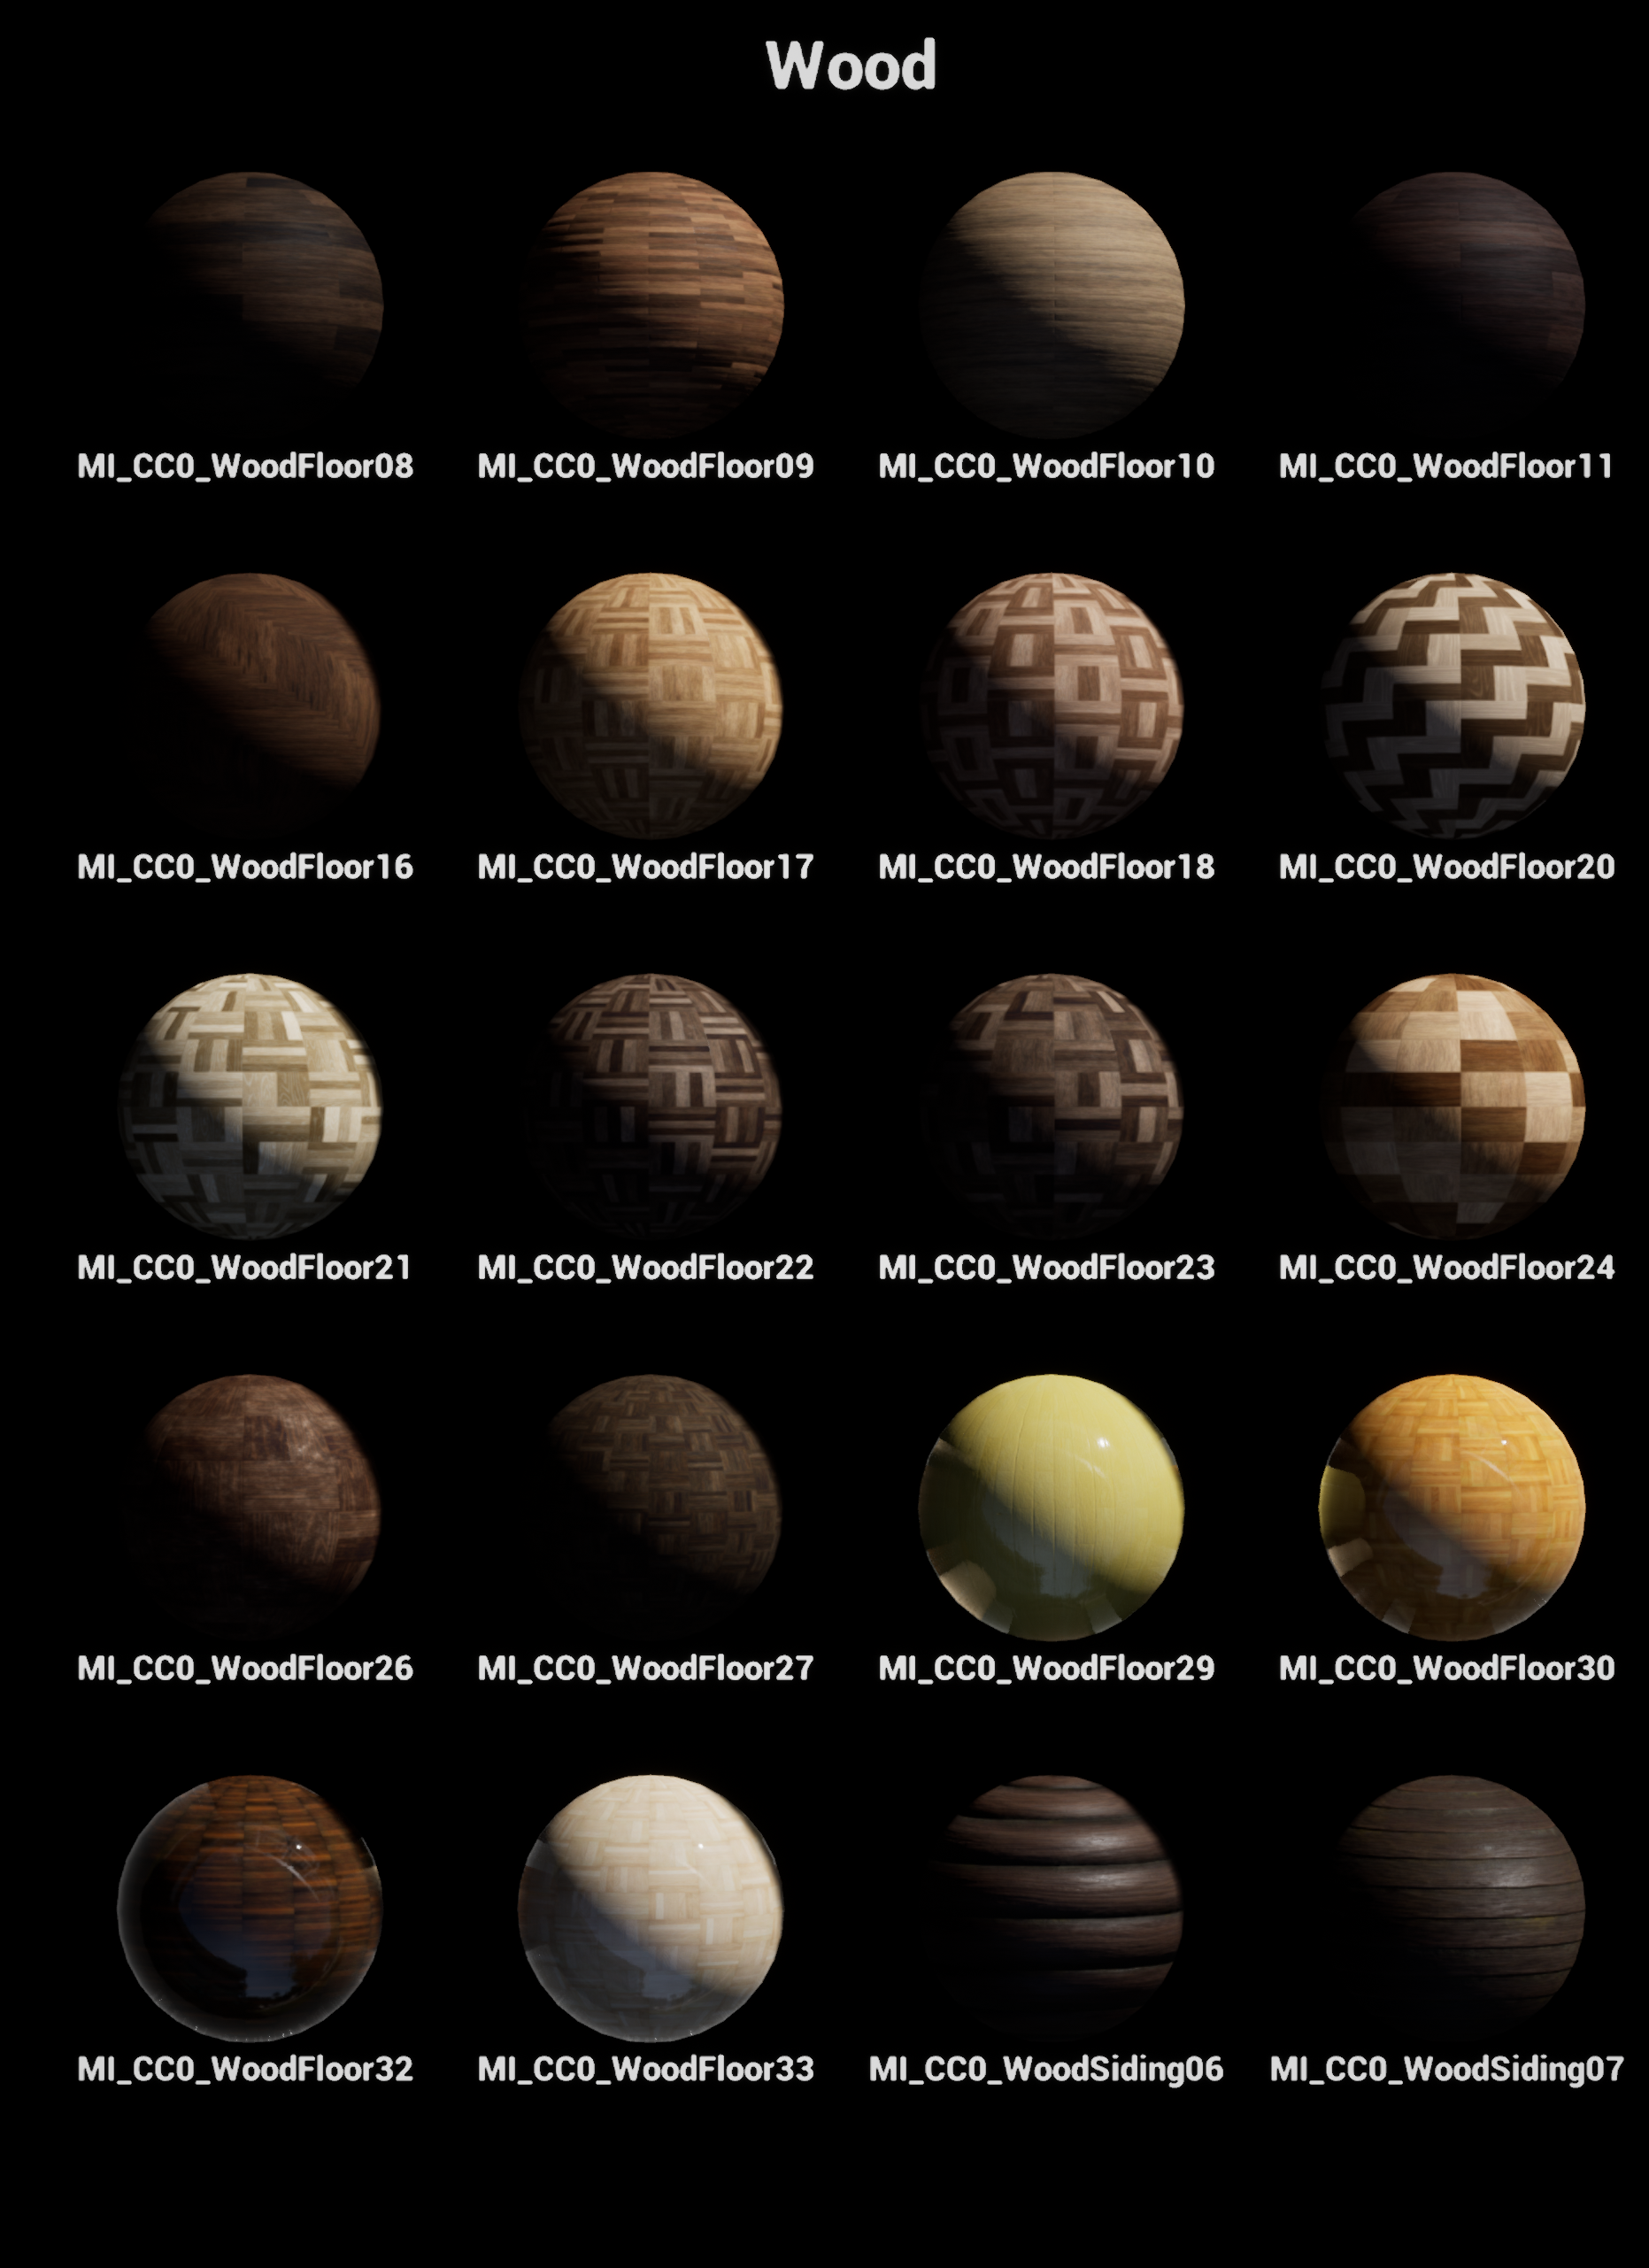 Wood
MI_CC0_WoodFloor08 MI_CC0_WoodFloor09 MI_CC0_WoodFloor10 MI_CC0_WoodFloor11
MI_CC0_WoodFloor16 MI_CC0_WoodFloor17 MI_CC0_WoodFloor18 MI_CC0_WoodFloor20
MI_CC0_WoodFloor21 MI_CC0_WoodFloor22 MI_CC0_WoodFloor23 MI_CC0_WoodFloor24
MI_CC0_WoodFloor26 MI_CC0_WoodFloor27 MI_CC0_WoodFloor29 MI_CC0_WoodFloor30
MI_CC0_WoodFloor32 MI_CC0_WoodFloor33 MI_CC0_WoodSiding06 MI_CC0_WoodSiding07